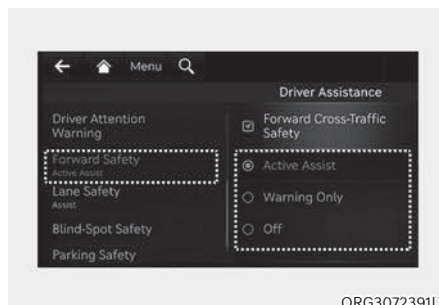 Menu
Driver Assistance
Driver Attention
Warning
Forward Safety
Active Assist
Lane Safety
Assist
Blind-Spot Safety
Parking Safety
Forward Cross-Traffic
Safety
Active Assist
Warning Only
Off
ORG3072391L